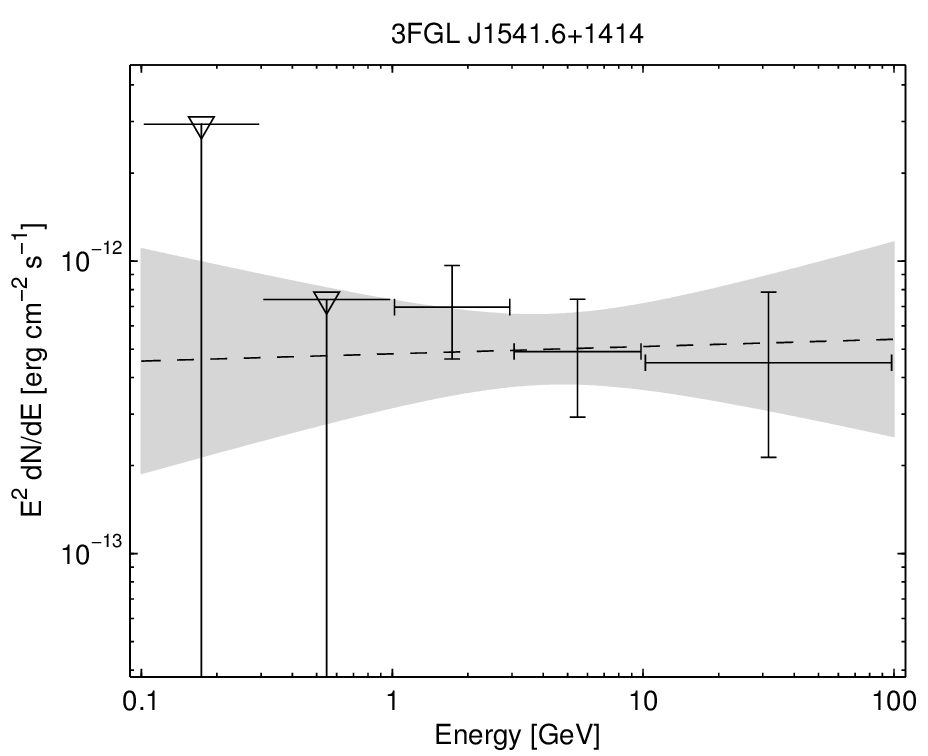 3FGL J1541.6+1414
E² dN/dE [erg cm⁻² s⁻¹]
10⁻¹²
10⁻¹³
0.1 1 10 100
Energy [GeV]